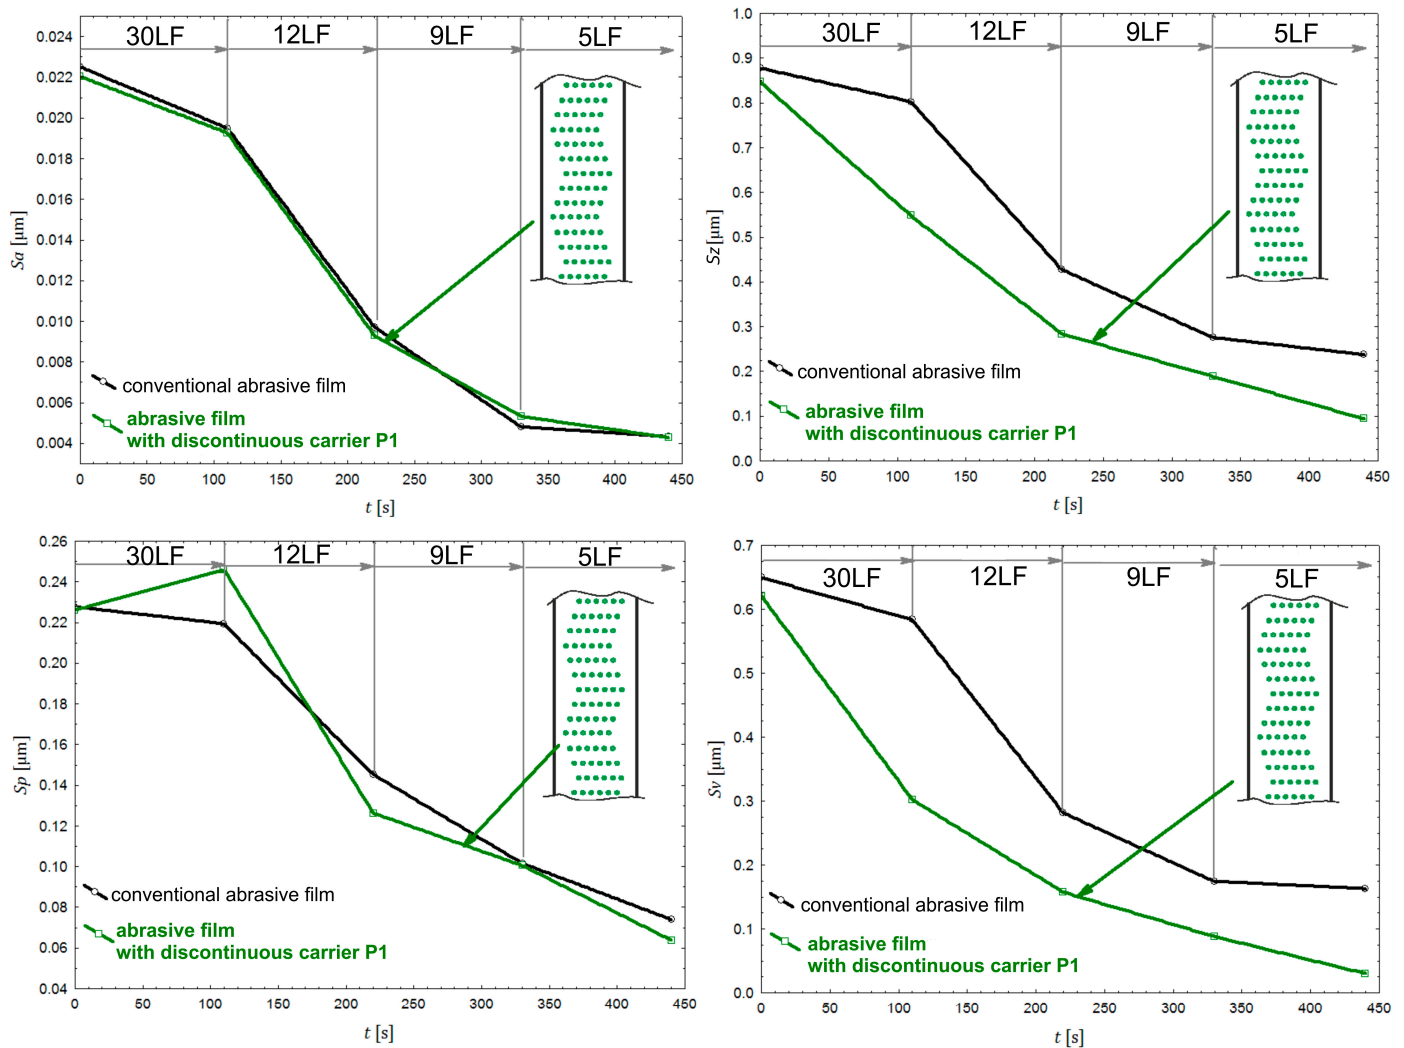 30LF 12LF 9LF 5LF
0.024
0.022
0.020
0.018
0.016
0.014
0.012
0.010
0.008
0.006
0.004
Sa [µm]
conventional abrasive film
abrasive film
with discontinuous carrier P1
0 50 100 150 200 250 300 350 400 450
t [s]
30LF 12LF 9LF 5LF
1.0
0.9
0.8
0.7
0.6
0.5
0.4
0.3
0.2
0.1
0.0
Sz [µm]
conventional abrasive film
abrasive film
with discontinuous carrier P1
0 50 100 150 200 250 300 350 400 450
t [s]
30LF 12LF 9LF 5LF
0.26
0.24
0.22
0.20
0.18
0.16
0.14
0.12
0.10
0.08
0.06
0.04
Sp [µm]
conventional abrasive film
abrasive film
with discontinuous carrier P1
0 50 100 150 200 250 300 350 400 450
t [s]
30LF 12LF 9LF 5LF
0.7
0.6
0.5
0.4
0.3
0.2
0.1
0.0
Sv [µm]
conventional abrasive film
abrasive film
with discontinuous carrier P1
0 50 100 150 200 250 300 350 400 450
t [s]